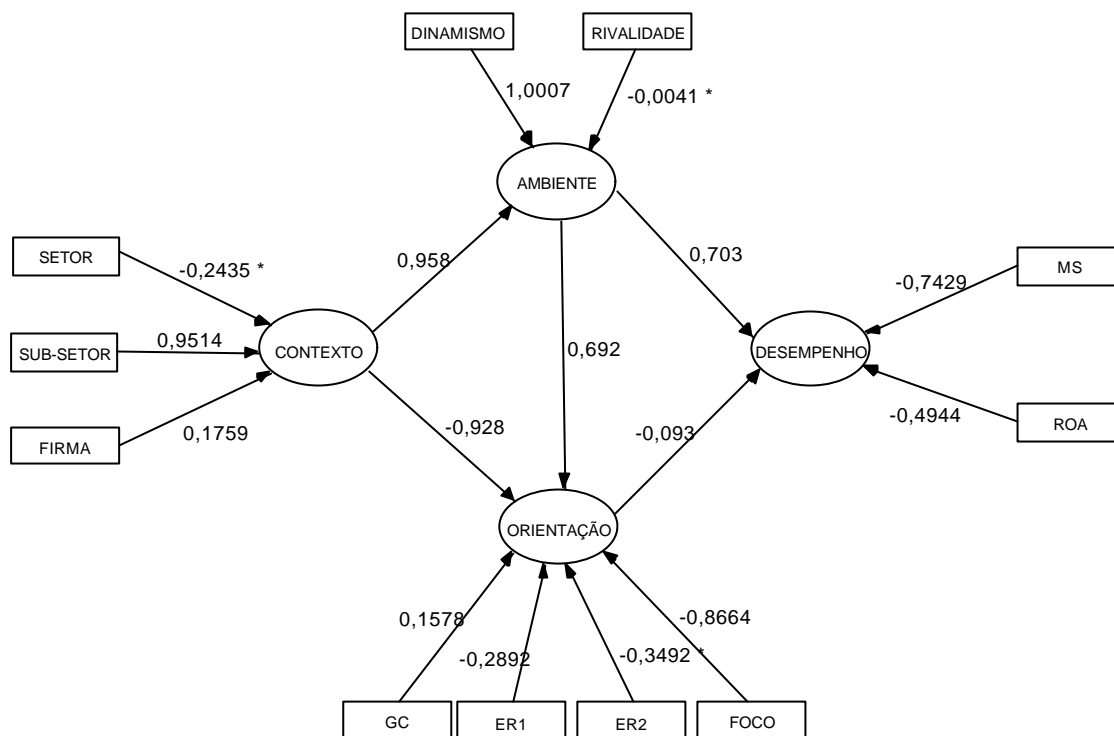 DINAMISMO
RIVALIDADE
1,0007
-0,0041 *
AMBIENTE
SETOR
-0,2435 *
0,958
0,703
MS
-0,7429
SUB-SETOR
0,9514
CONTEXTO
0,692
DESEMPENHO
FIRMA
0,1759
-0,928
-0,093
-0,4944
ROA
ORIENTAÇÃO
0,1578
-0,2892
-0,3492 *
-0,8664
GC
ER1
ER2
FOCO